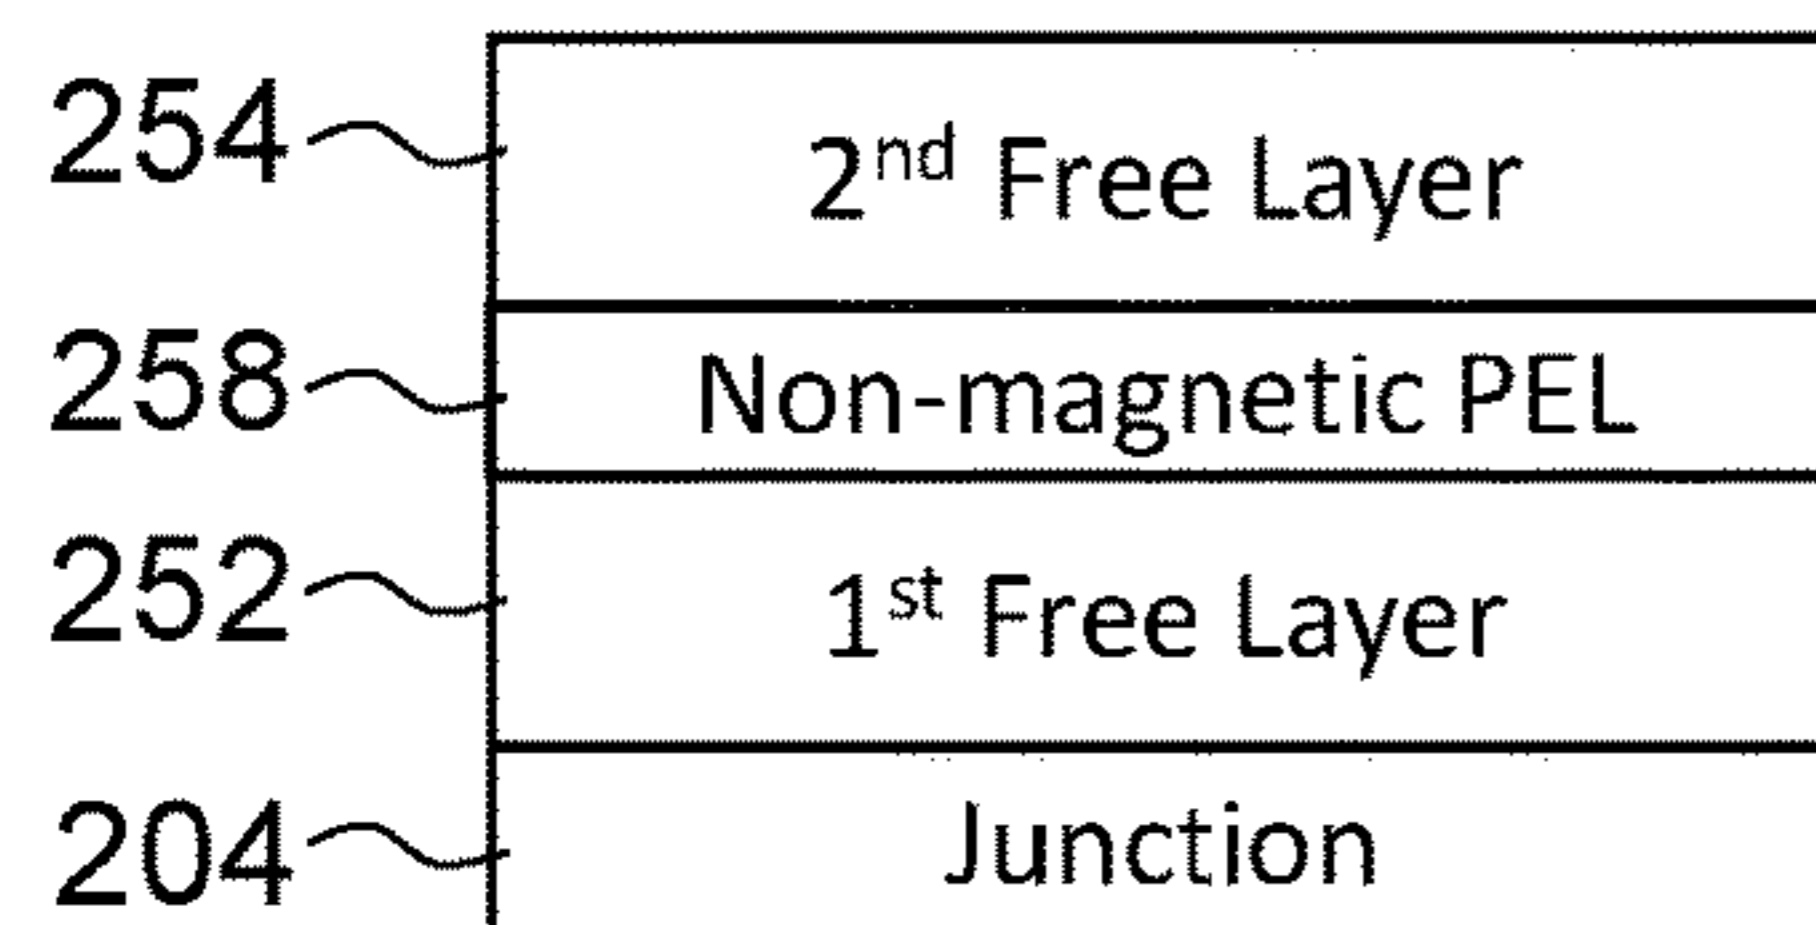 254 2nd Free Layer
258 Non-magnetic PEL
252 1st Free Layer
204 Junction